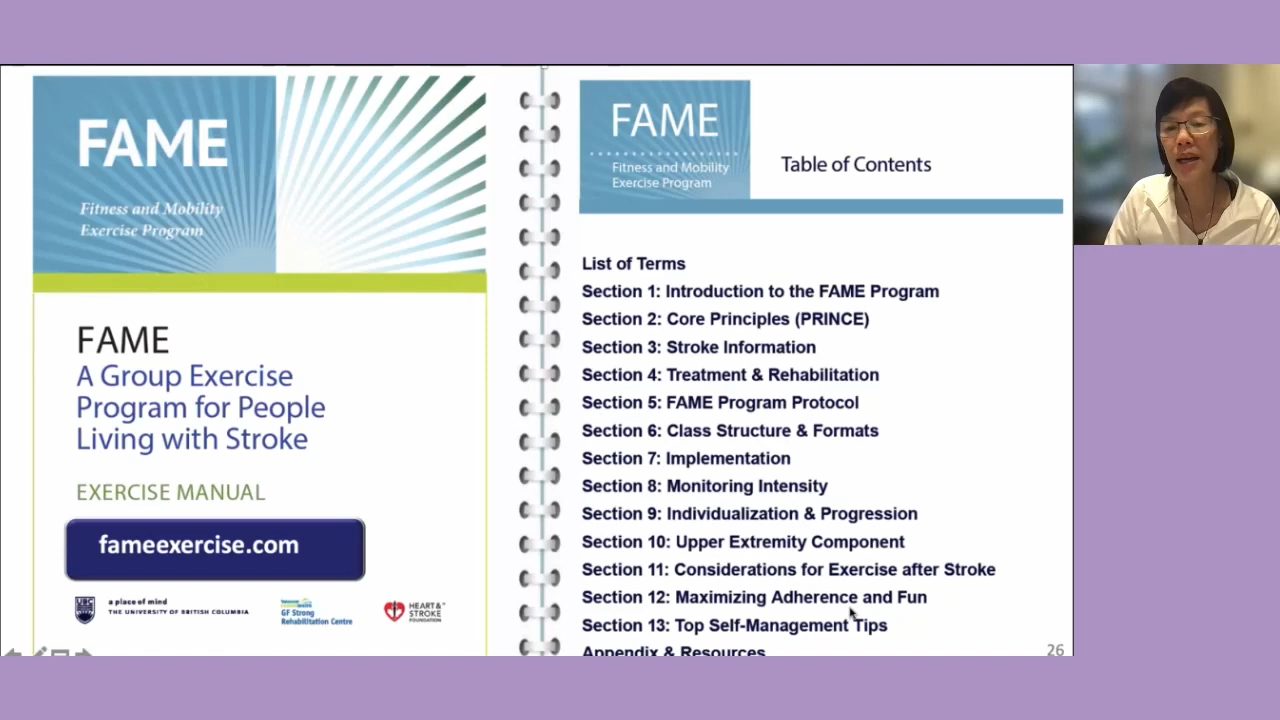 FAME
Fitness and Mobility
Exercise Program
FAME
A Group Exercise
Program for People
Living with Stroke
EXERCISE MANUAL
fameexercise.com
UBC
a place of mind
THE UNIVERSITY OF BRITISH COLUMBIA
GF Strong
Rehabilitation Centre
HEART&
STROKE
FOUNDATION
FAME
Fitness and Mobility
Exercise Program
Table of Contents
List of Terms
Section 1: Introduction to the FAME Program
Section 2: Core Principles (PRINCE)
Section 3: Stroke Information
Section 4: Treatment & Rehabilitation
Section 5: FAME Program Protocol
Section 6: Class Structure & Formats
Section 7: Implementation
Section 8: Monitoring Intensity
Section 9: Individualization & Progression
Section 10: Upper Extremity Component
Section 11: Considerations for Exercise after Stroke
Section 12: Maximizing Adherence and Fun
Section 13: Top Self-Management Tips
Appendix & Resources
26